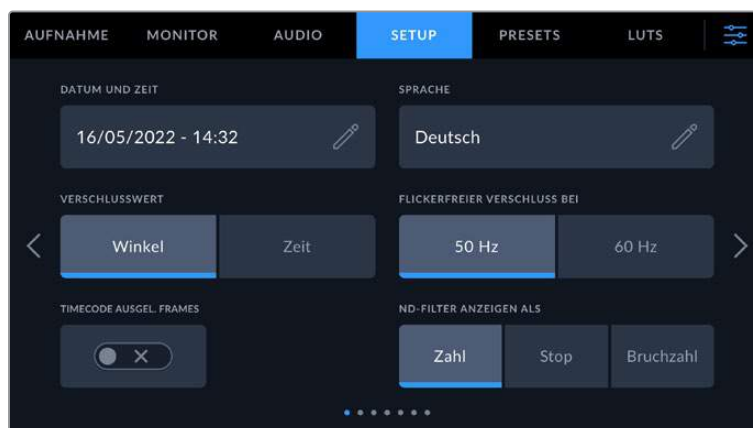 AUFNAHME MONITOR AUDIO SETUP PRESETS LUTS
DATUM UND ZEIT SPRACHE
16/05/2022 - 14:32 Deutsch
VERSCHLUSSWERT FLICKERFREIER VERSCHLUSS BEI
Winkel Zeit 50 Hz 60 Hz
TIMECODE AUSGEL. FRAMES ND-FILTER ANZEIGEN ALS
Zahl Stop Bruchzahl